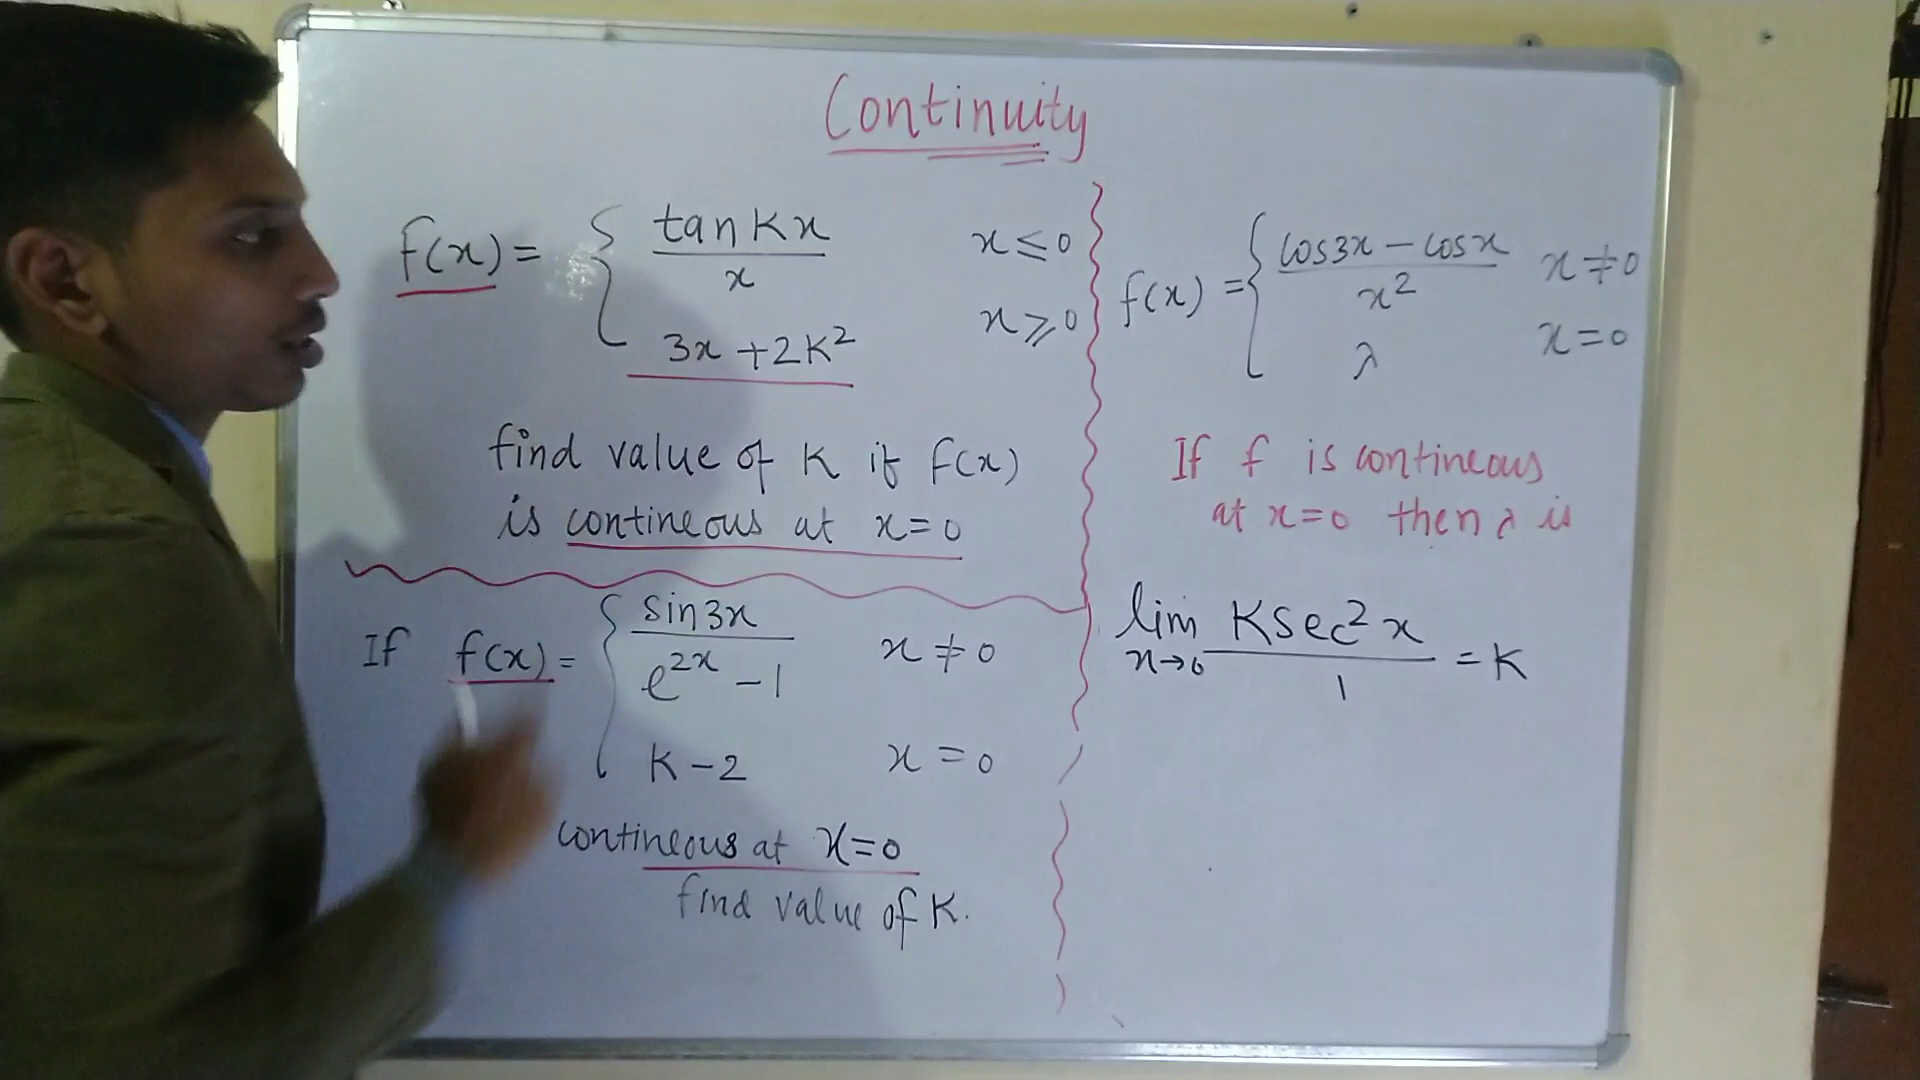 Continuity
f(x) = { tan Kx / x    x ≤ 0
3x + 2K²    x ⩾ 0
find value of K if f(x)
is contineous at x = 0
If f(x) = { sin3x / e^{2x} - 1    x ≠ 0
K - 2    x = 0
contineous at x = 0
find value of K.
f(x) = { cos3x - cosx / x²    x ≠ 0
λ    x = 0
If f is contineous
at x = 0 then λ is
lim x→0 Ksec²x / 1 = K